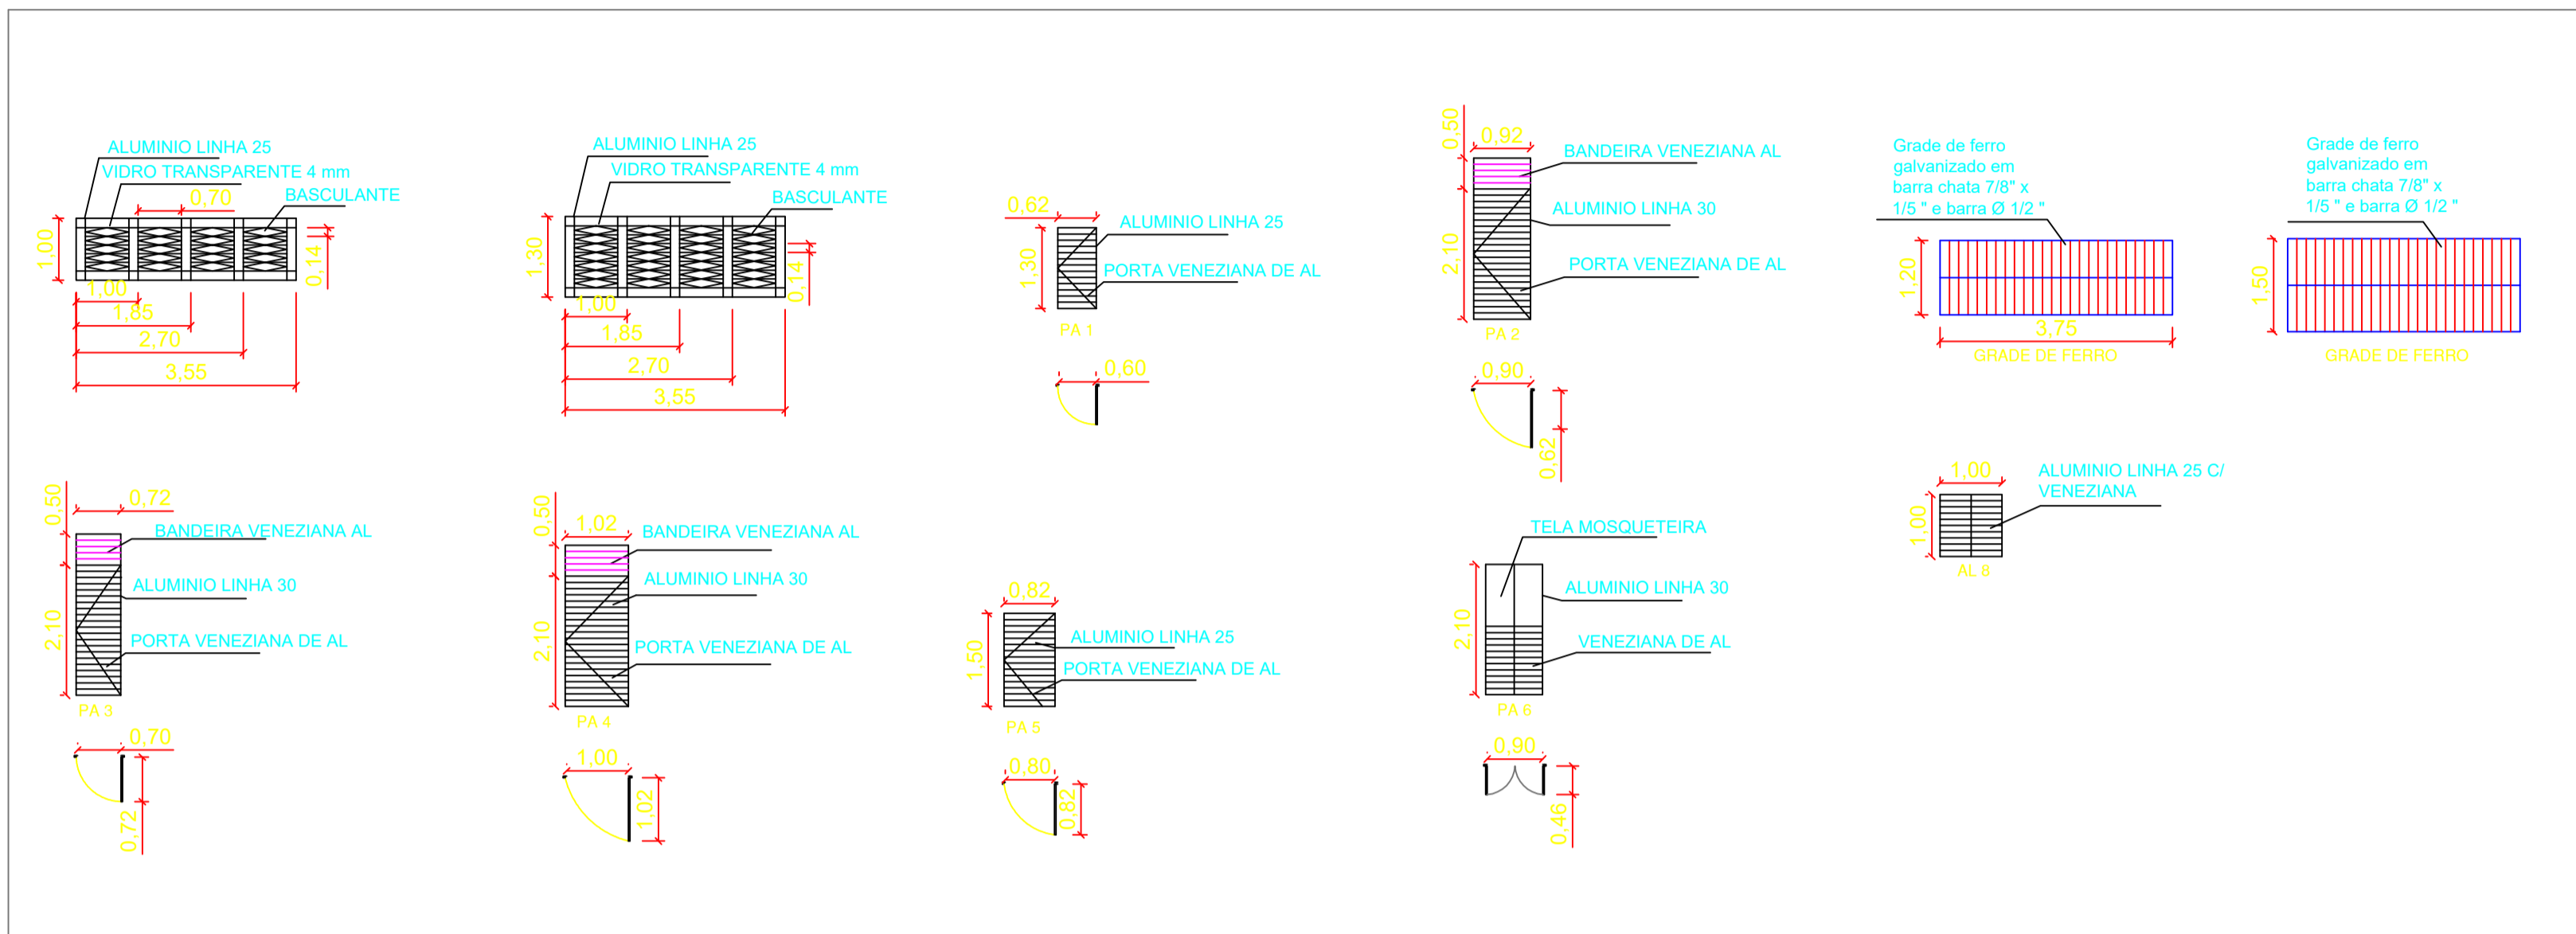 ALUMINIO LINHA 25
VIDRO TRANSPARENTE 4 mm
0,70
BASCULANTE
1,00
0,14
1,00
1,85
2,70
3,55
ALUMINIO LINHA 25
VIDRO TRANSPARENTE 4 mm
BASCULANTE
1,30
0,14
1,00
1,85
2,70
3,55
0,62
ALUMINIO LINHA 25
1,30
PORTA VENEZIANA DE AL
PA 1
0,60
0,50
0,92
BANDEIRA VENEZIANA AL
ALUMINIO LINHA 30
2,10
PORTA VENEZIANA DE AL
PA 2
0,90
0,62
Grade de ferro
galvanizado em
barra chata 7/8" x
1/5 " e barra Ø 1/2 "
1,20
3,75
GRADE DE FERRO
Grade de ferro
galvanizado em
barra chata 7/8" x
1/5 " e barra Ø 1/2 "
1,50
GRADE DE FERRO
0,50
0,72
BANDEIRA VENEZIANA AL
ALUMINIO LINHA 30
2,10
PORTA VENEZIANA DE AL
PA 3
0,70
0,72
0,50
1,02
BANDEIRA VENEZIANA AL
ALUMINIO LINHA 30
2,10
PORTA VENEZIANA DE AL
PA 4
1,00
1,02
0,82
ALUMINIO LINHA 25
1,50
PORTA VENEZIANA DE AL
PA 5
0,80
0,82
TELA MOSQUETEIRA
ALUMINIO LINHA 30
2,10
VENEZIANA DE AL
PA 6
0,90
0,46
1,00
ALUMINIO LINHA 25 C/
VENEZIANA
1,00
AL 8